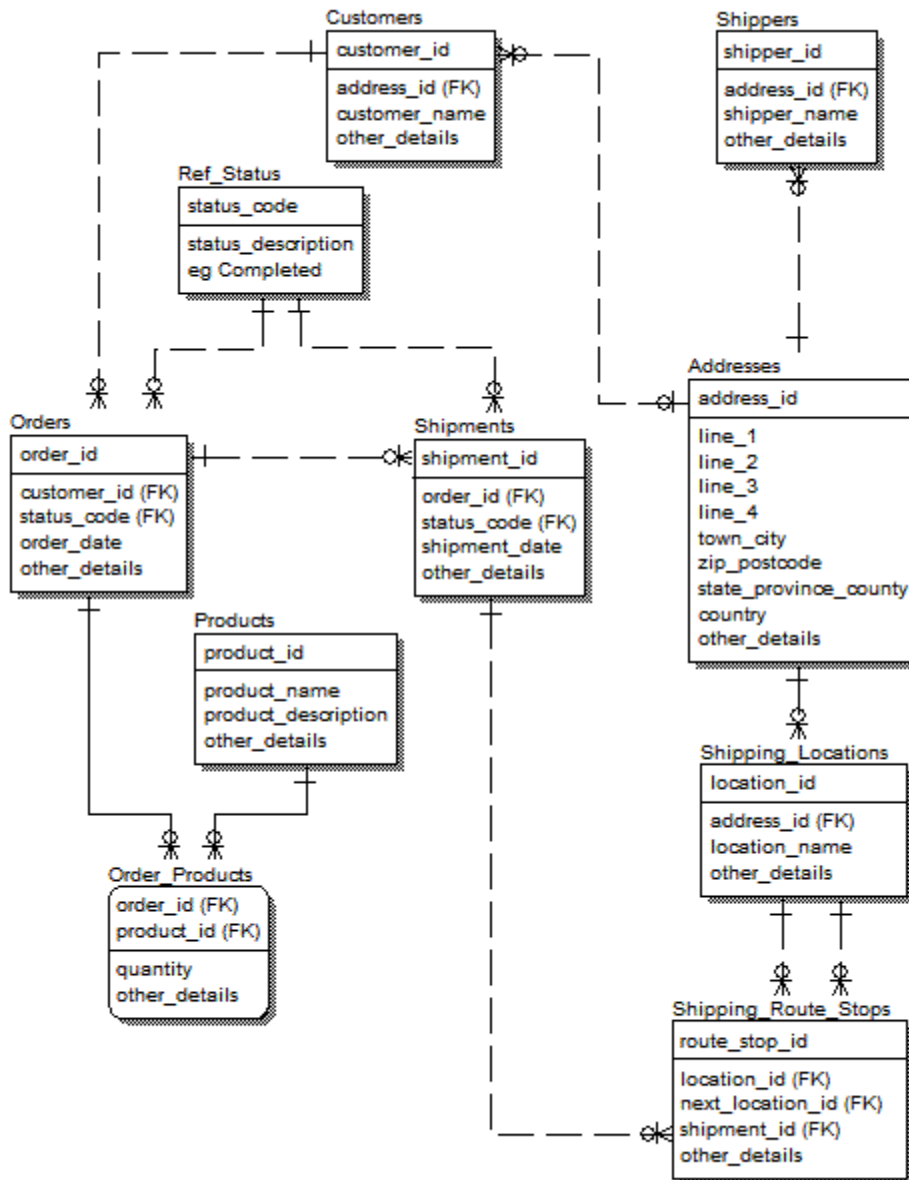 Customers
customer_id
address_id (FK)
customer_name
other_details
Shippers
shipper_id
address_id (FK)
shipper_name
other_details
Ref_Status
status_code
status_description
eg Completed
Addresses
address_id
line_1
line_2
line_3
line_4
town_city
zip_postcode
state_province_county
country
other_details
Orders
order_id
customer_id (FK)
status_code (FK)
order_date
other_details
Shipments
shipment_id
order_id (FK)
status_code (FK)
shipment_date
other_details
Products
product_id
product_name
product_description
other_details
Shipping_Locations
location_id
address_id (FK)
location_name
other_details
Order_Products
order_id (FK)
product_id (FK)
quantity
other_details
Shipping_Route_Stops
route_stop_id
location_id (FK)
next_location_id (FK)
shipment_id (FK)
other_details